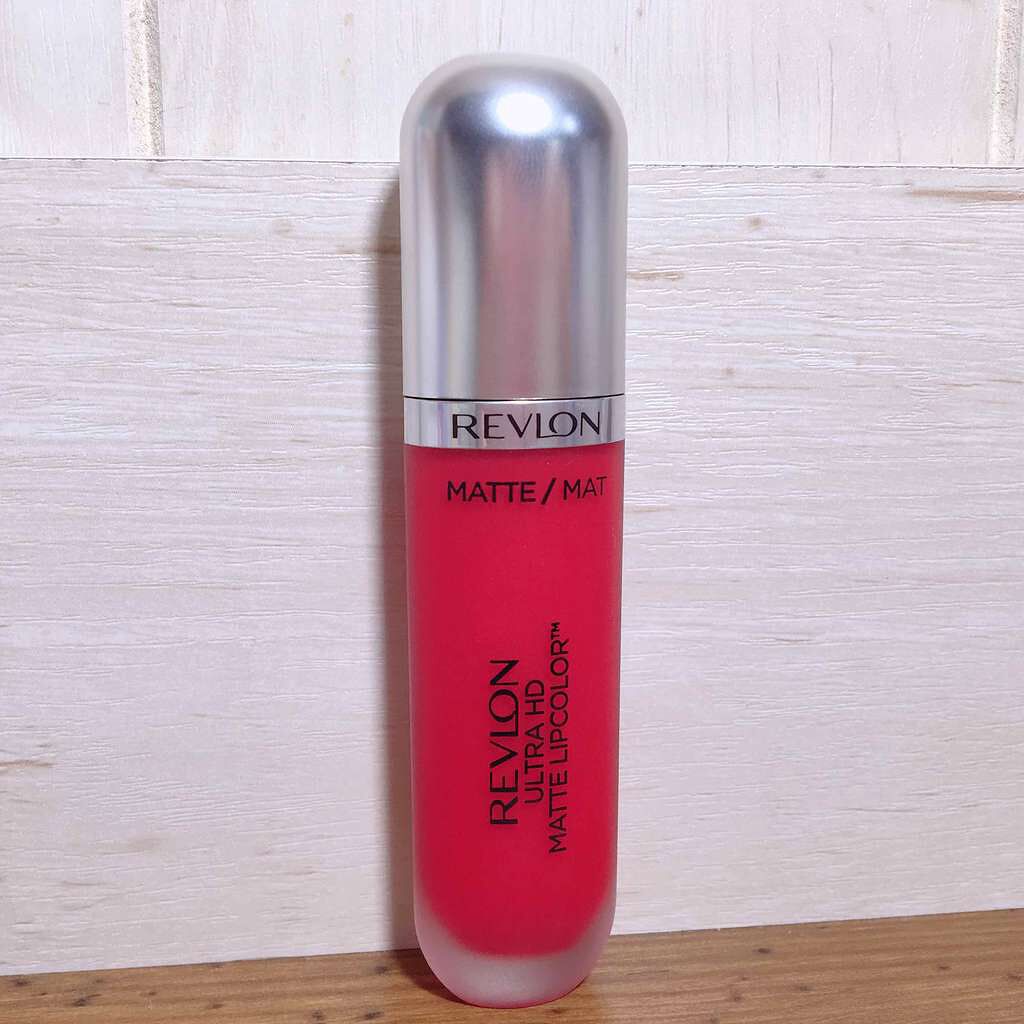 REVLON
MATTE / MAT
REVLON
ULTRA HD
MATTE LIPCOLOR™